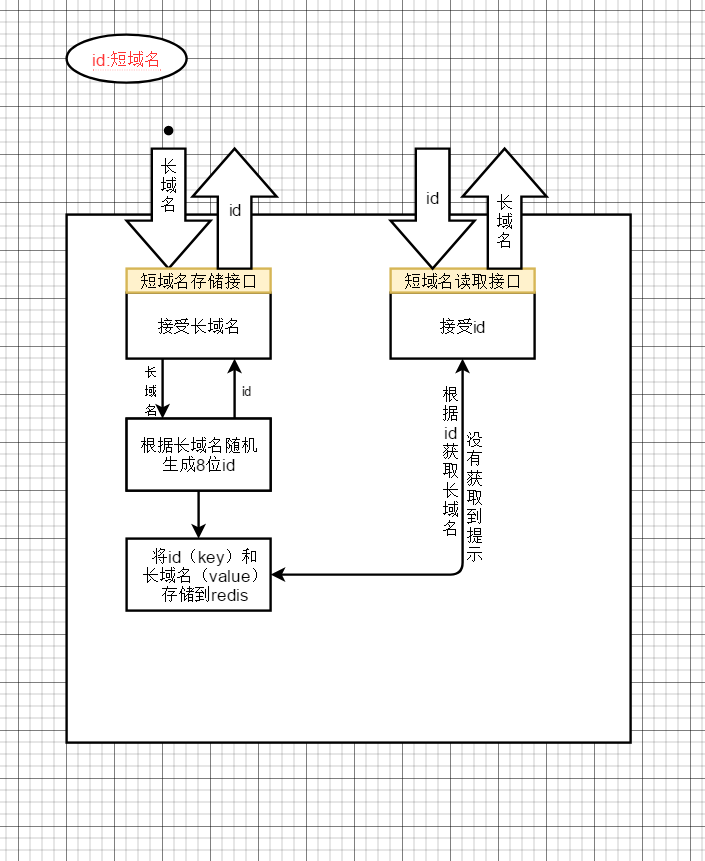 id:短域名
长域名
id
id
长域名
短域名存储接口
接受长域名
短域名读取接口
接受id
长域名
id
根据长域名随机
生成8位id
根据id获取长域名
没有获取到提示
将id（key）和
长域名（value）
存储到redis